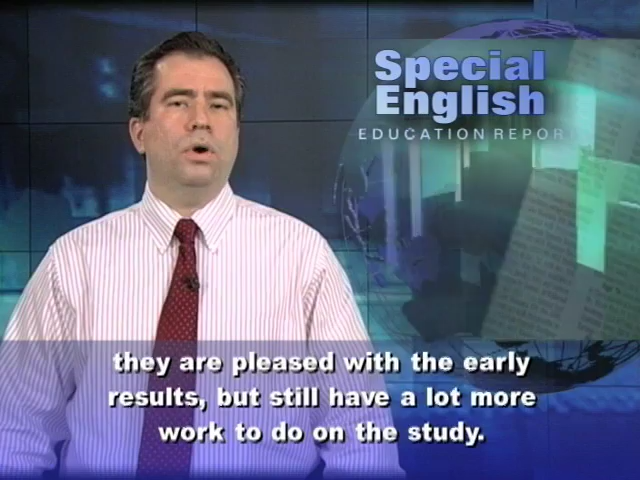 Special
English
EDUCATION REPORT
they are pleased with the early
results, but still have a lot more
work to do on the study.